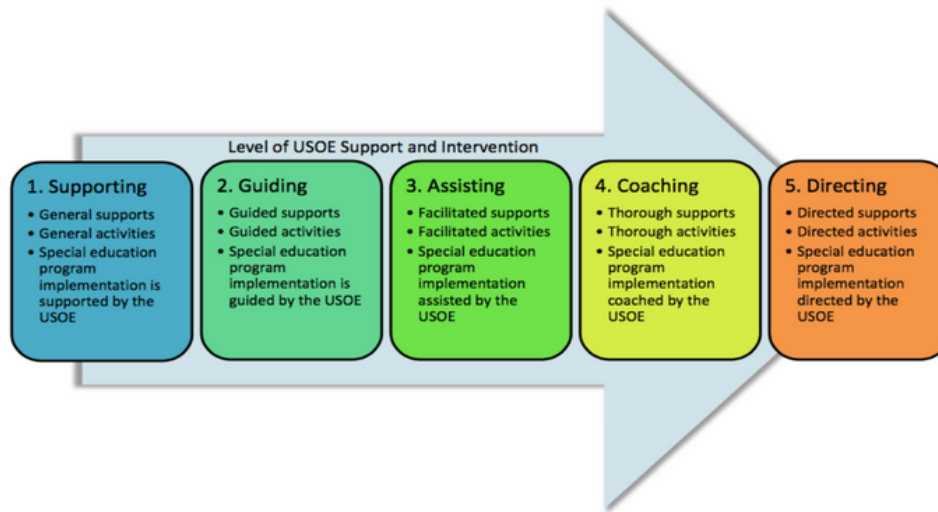 Level of USOE Support and Intervention
1. Supporting
• General supports
• General activities
• Special education
program
implementation is
supported by the
USOE
2. Guiding
• Guided supports
• Guided activities
• Special education
program
implementation is
guided by the USOE
3. Assisting
• Facilitated supports
• Facilitated activities
• Special education
program
implementation
assisted by the
USOE
4. Coaching
• Thorough supports
• Thorough activities
• Special education
program
implementation
coached by the
USOE
5. Directing
• Directed supports
• Directed activities
• Special education
program
implementation
directed by the
USOE